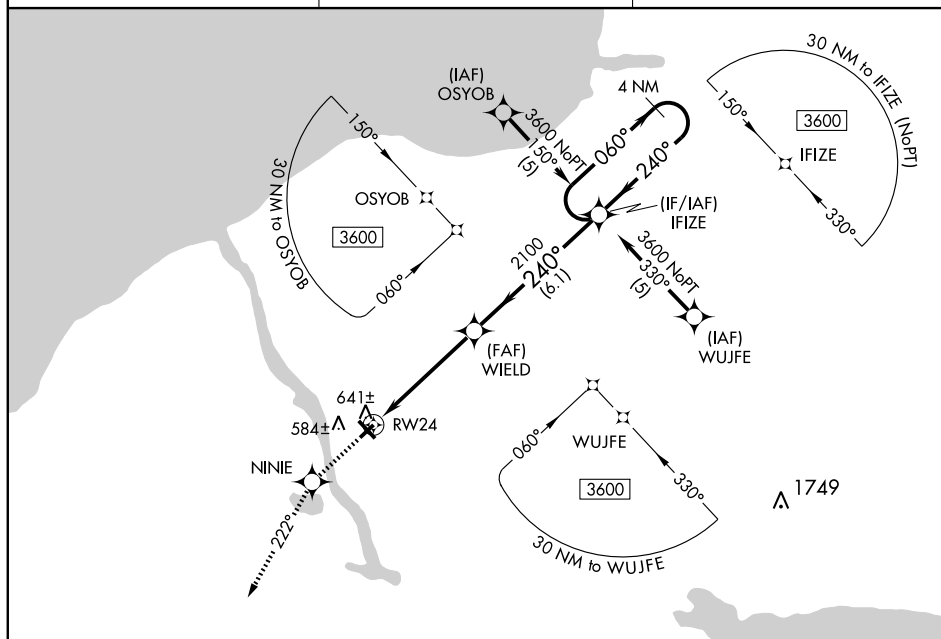 (IAF)
OSYOB
3600 NoPT
150°
(5)
4 NM
060°
240°
30 NM to IFIZE (NoPT)
150°
3600
IFIZE
330°
150°
30 NM to OSYOB
OSYOB
3600
060°
(IF/IAF)
IFIZE
2100
240°
(6.1)
3600 NoPT
330°
(5)
(IAF)
WUJFE
(FAF)
WIELD
641±
584±
RW24
NINIE
222°
060°
WUJFE
3600
330°
30 NM to WUJFE
1749